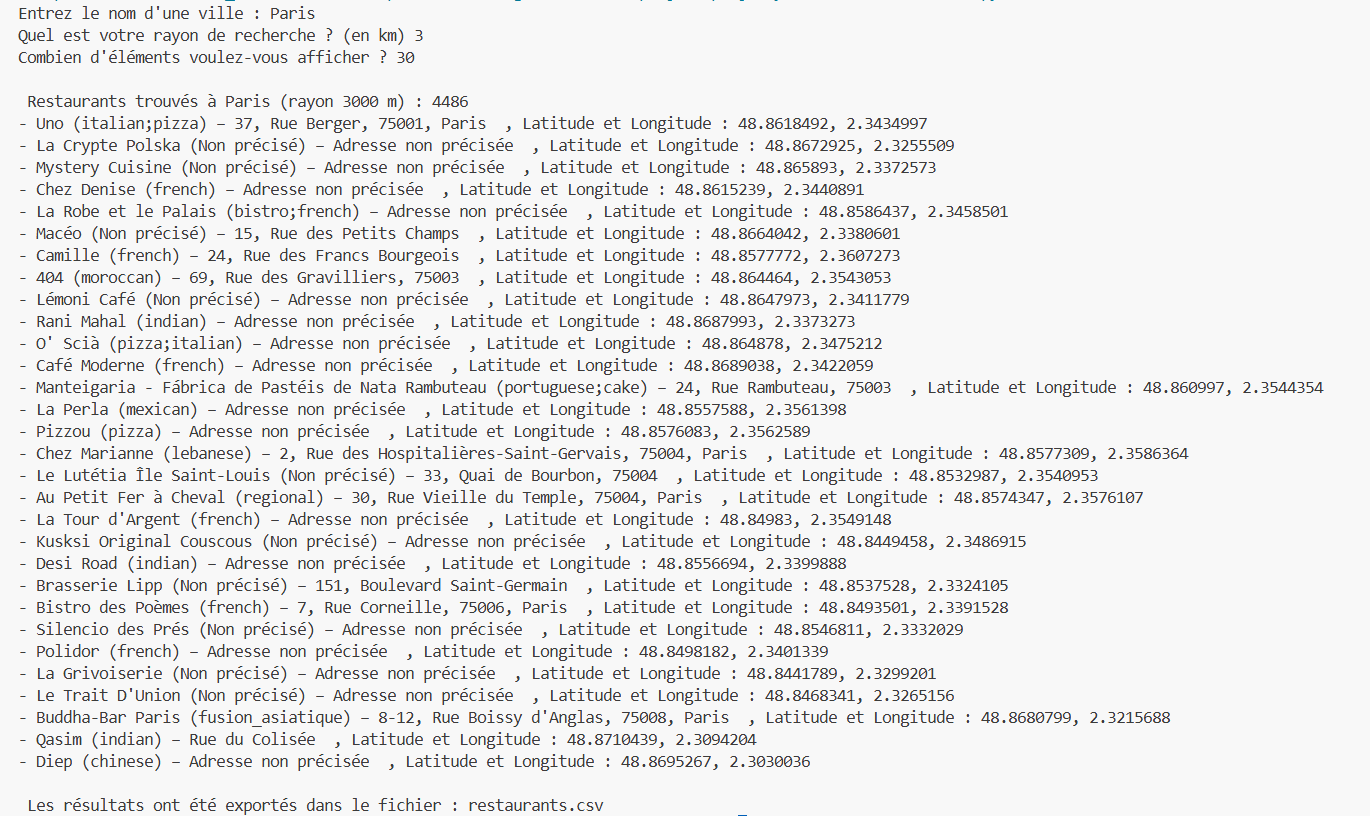 Entrez le nom d'une ville : Paris
Quel est votre rayon de recherche ? (en km) 3
Combien d'éléments voulez-vous afficher ? 30
Restaurants trouvés à Paris (rayon 3000 m) : 4486
- Uno (italian;pizza) – 37, Rue Berger, 75001, Paris  , Latitude et Longitude : 48.8618492, 2.3434997
- La Crypte Polska (Non précisé) – Adresse non précisée  , Latitude et Longitude : 48.8672925, 2.3255509
- Mystery Cuisine (Non précisé) – Adresse non précisée  , Latitude et Longitude : 48.865893, 2.3372573
- Chez Denise (french) – Adresse non précisée  , Latitude et Longitude : 48.8615239, 2.3440891
- La Robe et le Palais (bistro;french) – Adresse non précisée  , Latitude et Longitude : 48.8586437, 2.3458501
- Macéo (Non précisé) – 15, Rue des Petits Champs  , Latitude et Longitude : 48.8664042, 2.3380601
- Camille (french) – 24, Rue des Francs Bourgeois  , Latitude et Longitude : 48.8577772, 2.3607273
- 404 (moroccan) – 69, Rue des Gravilliers, 75003  , Latitude et Longitude : 48.864464, 2.3543053
- Lémoni Café (Non précisé) – Adresse non précisée  , Latitude et Longitude : 48.8647973, 2.3411779
- Rani Mahal (indian) – Adresse non précisée  , Latitude et Longitude : 48.8687993, 2.3373273
- O' Scià (pizza;italian) – Adresse non précisée  , Latitude et Longitude : 48.864878, 2.3475212
- Café Moderne (french) – Adresse non précisée  , Latitude et Longitude : 48.8689038, 2.3422059
- Manteigaria - Fábrica de Pastéis de Nata Rambuteau (portuguese;cake) – 24, Rue Rambuteau, 75003  , Latitude et Longitude : 48.860997, 2.3544354
- La Perla (mexican) – Adresse non précisée  , Latitude et Longitude : 48.8557588, 2.3561398
- Pizzou (pizza) – Adresse non précisée  , Latitude et Longitude : 48.8576083, 2.3562589
- Chez Marianne (lebanese) – 2, Rue des Hospitalières-Saint-Gervais, 75004, Paris  , Latitude et Longitude : 48.8577309, 2.3586364
- Le Lutétia Île Saint-Louis (Non précisé) – 33, Quai de Bourbon, 75004  , Latitude et Longitude : 48.8532987, 2.3540953
- Au Petit Fer à Cheval (regional) – 30, Rue Vieille du Temple, 75004, Paris  , Latitude et Longitude : 48.8574347, 2.3576107
- La Tour d'Argent (french) – Adresse non précisée  , Latitude et Longitude : 48.84983, 2.3549148
- Kusksi Original Couscous (Non précisé) – Adresse non précisée  , Latitude et Longitude : 48.8449458, 2.3486915
- Desi Road (indian) – Adresse non précisée  , Latitude et Longitude : 48.8556694, 2.3399888
- Brasserie Lipp (Non précisé) – 151, Boulevard Saint-Germain  , Latitude et Longitude : 48.8537528, 2.3324105
- Bistro des Poèmes (french) – 7, Rue Corneille, 75006, Paris  , Latitude et Longitude : 48.8493501, 2.3391528
- Silencio des Prés (Non précisé) – Adresse non précisée  , Latitude et Longitude : 48.8546811, 2.3332029
- Polidor (french) – Adresse non précisée  , Latitude et Longitude : 48.8498182, 2.3401339
- La Grivoiserie (Non précisé) – Adresse non précisée  , Latitude et Longitude : 48.8441789, 2.3299201
- Le Trait D'Union (Non précisé) – Adresse non précisée  , Latitude et Longitude : 48.8468341, 2.3265156
- Buddha-Bar Paris (fusion_asiatique) – 8-12, Rue Boissy d'Anglas, 75008, Paris  , Latitude et Longitude : 48.8680799, 2.3215688
- Qasim (indian) – Rue du Colisée  , Latitude et Longitude : 48.8710439, 2.3094204
- Diep (chinese) – Adresse non précisée  , Latitude et Longitude : 48.8695267, 2.3030036
Les résultats ont été exportés dans le fichier : restaurants.csv